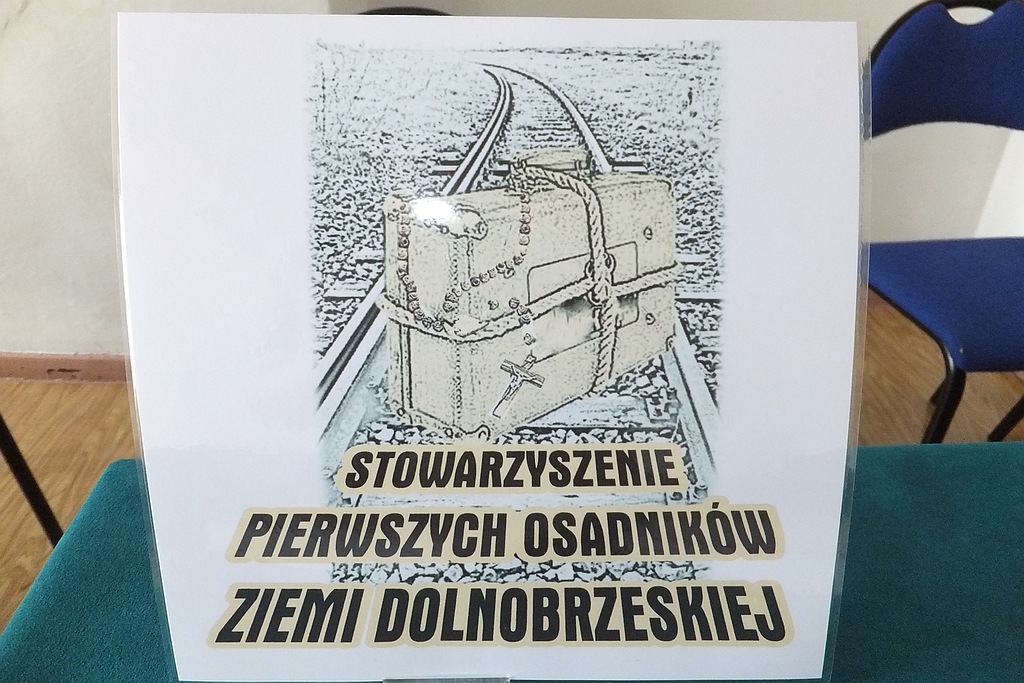 STOWARZYSZENIE
PIERWSZYCH OSADNIKÓW
ZIEMI DOLNOBRZESKIEJ